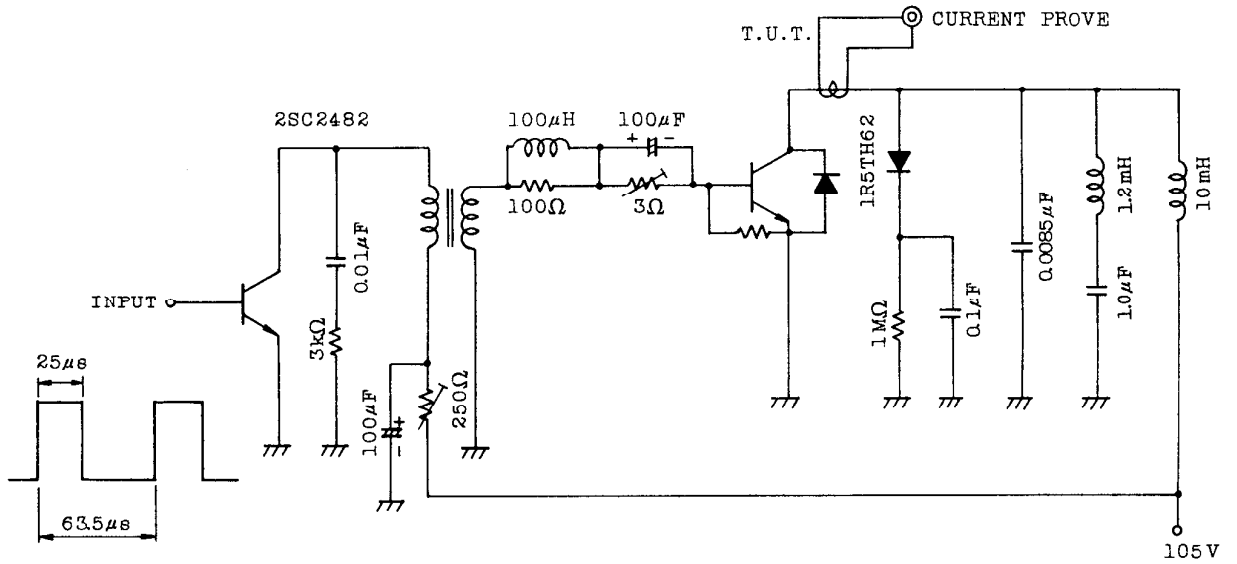 CURRENT PROVE
T.U.T.
2SC2482
100μH
100μF
+ -
100Ω
3Ω
1R5TH62
1.2mH
10mH
0.01μF
0.0085μF
INPUT
3kΩ
1MΩ
0.1μF
1.0μF
25μs
100μF
+
-
250Ω
63.5μs
105V